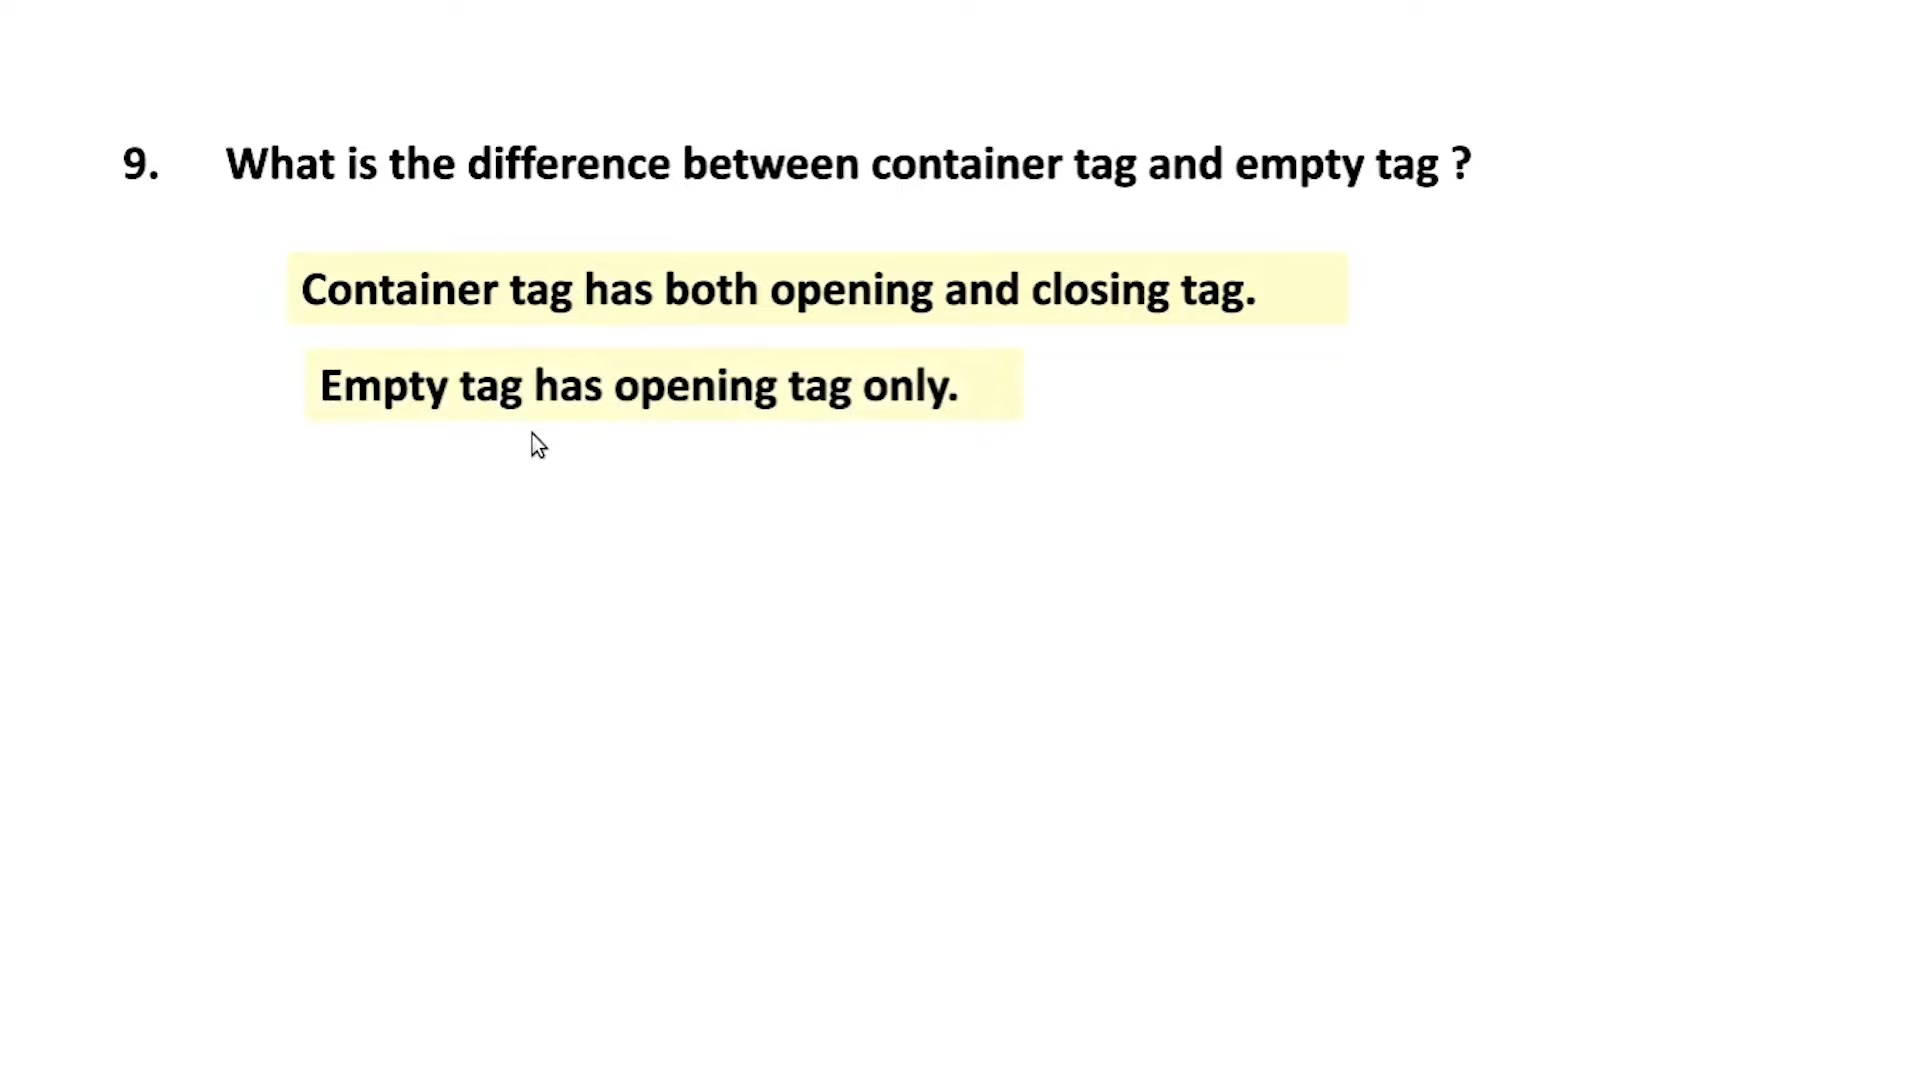 9. What is the difference between container tag and empty tag ?
Container tag has both opening and closing tag.
Empty tag has opening tag only.